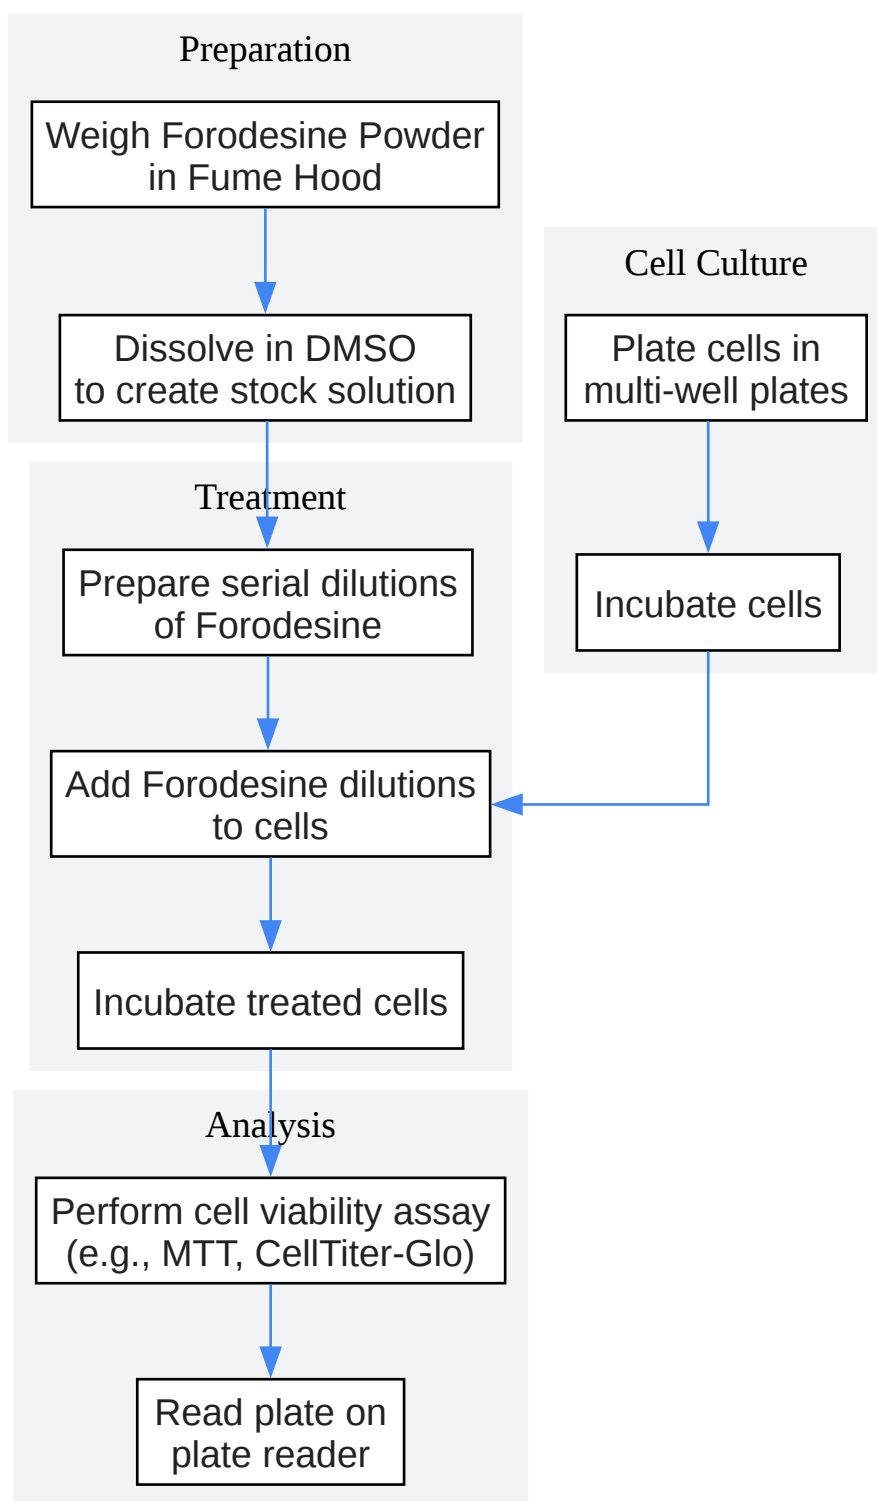 Preparation
Weigh Forodesine Powder
in Fume Hood
Dissolve in DMSO
to create stock solution
Cell Culture
Plate cells in
multi-well plates
Incubate cells
Treatment
Prepare serial dilutions
of Forodesine
Add Forodesine dilutions
to cells
Incubate treated cells
Analysis
Perform cell viability assay
(e.g., MTT, CellTiter-Glo)
Read plate on
plate reader